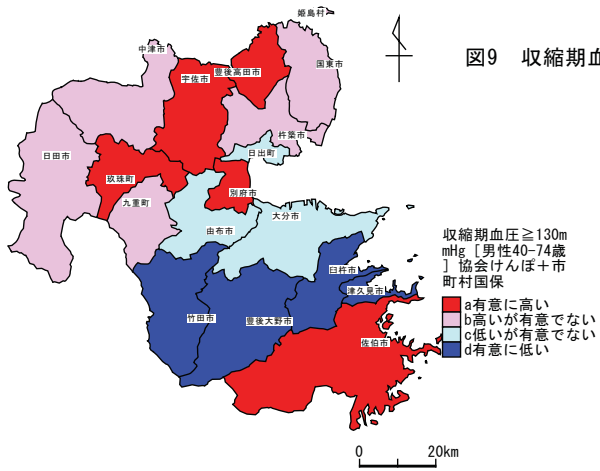 姫島村
図9 収縮期血
中津市
国東市
宇佐市
豊後高田市
杵築市
日田市
日出町
玖珠町
別府市
九重町
大分市
由布市
収縮期血圧≧130m
mHg [男性40-74歳
] 協会けんぽ+市
町村国保
臼杵市
津久見市
a有意に高い
b高いが有意でない
竹田市
豊後大野市
c低いが有意でない
佐伯市
d有意に低い
0 20km